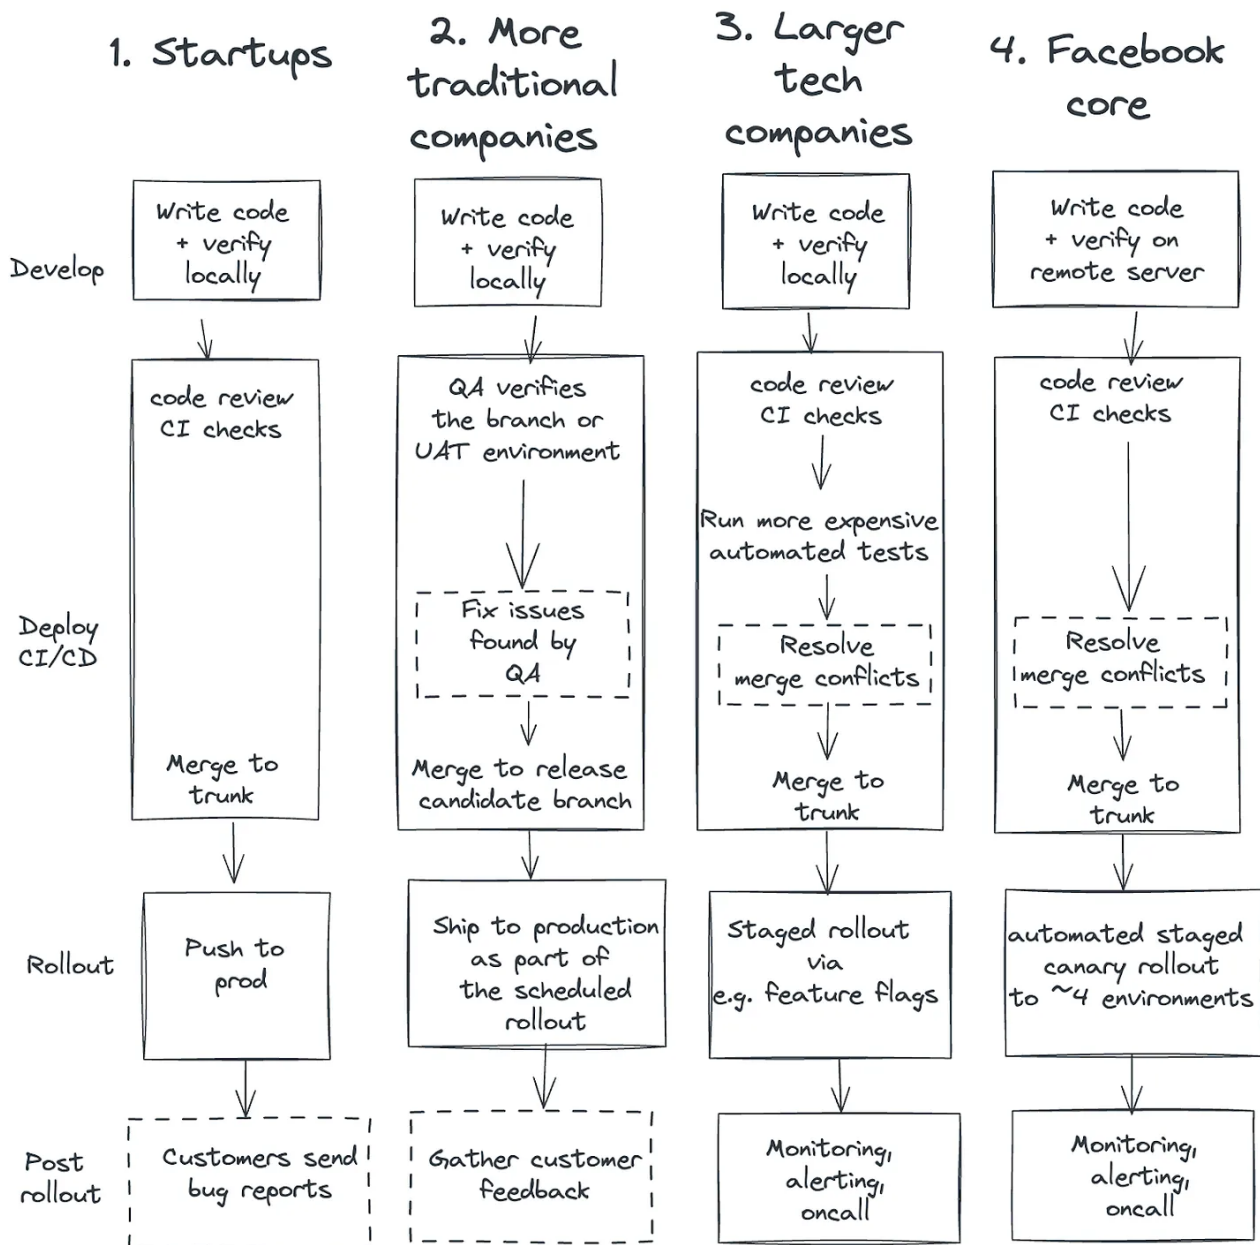 1. Startups
2. More
traditional
companies
3. Larger
tech
companies
4. Facebook
core
Develop
Write code
+ verify
locally
Write code
+ verify
locally
Write code
+ verify
locally
Write code
+ verify on
remote server
Deploy
CI/CD
code review
CI checks
Merge to
trunk
QA verifies
the branch or
UAT environment
Fix issues
found by
QA
Merge to release
candidate branch
code review
CI checks
Run more expensive
automated tests
Resolve
merge conflicts
Merge to
trunk
code review
CI checks
Resolve
merge conflicts
Merge to
trunk
Rollout
Push to
prod
Ship to production
as part of
the scheduled
rollout
Staged rollout
via
e.g. feature flags
automated staged
canary rollout
to ~4 environments
Post
rollout
Customers send
bug reports
Gather customer
feedback
Monitoring,
alerting,
oncall
Monitoring,
alerting,
oncall